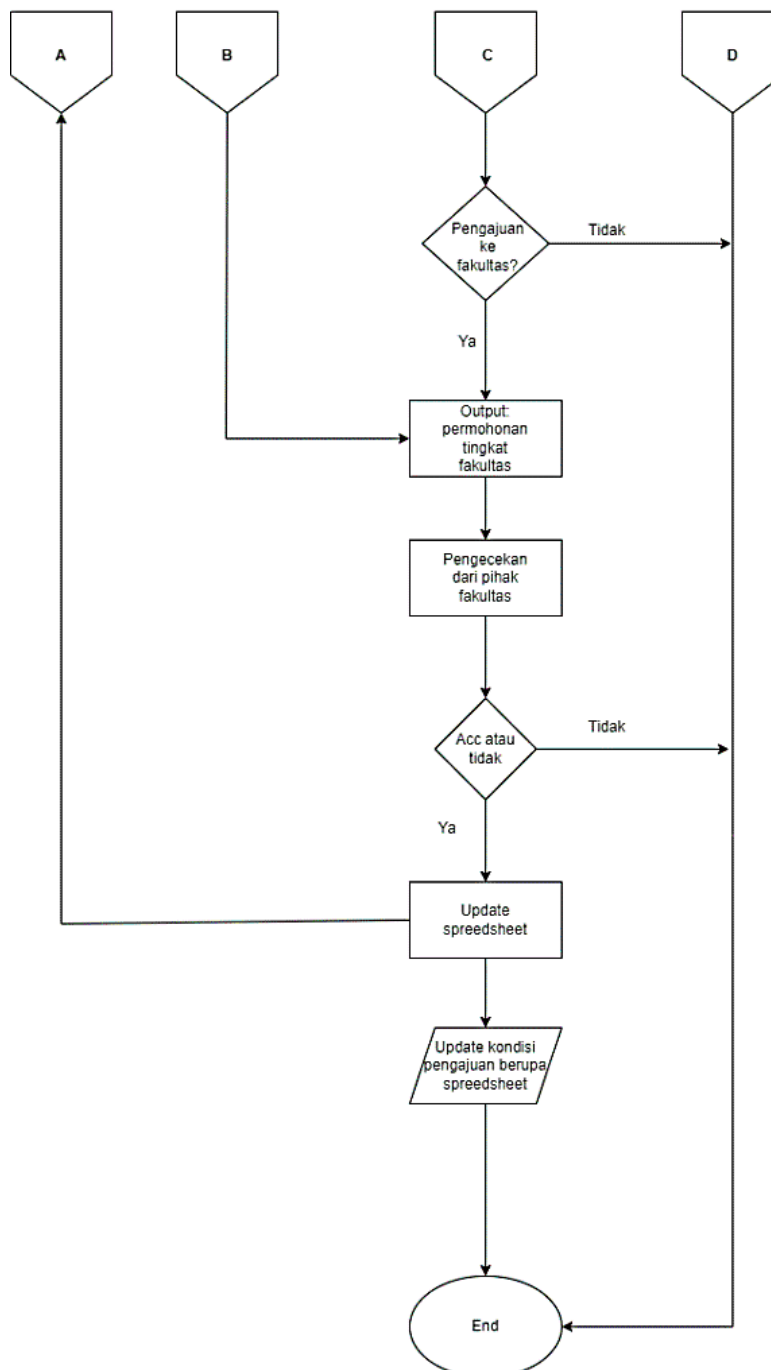 A
B
C
D
Pengajuan
ke
fakultas?
Tidak
Ya
Output:
permohonan
tingkat
fakultas
Pengecekan
dari pihak
fakultas
Acc atau
tidak
Tidak
Ya
Update
spreedsheet
Update kondisi
pengajuan berupa
spreedsheet
End